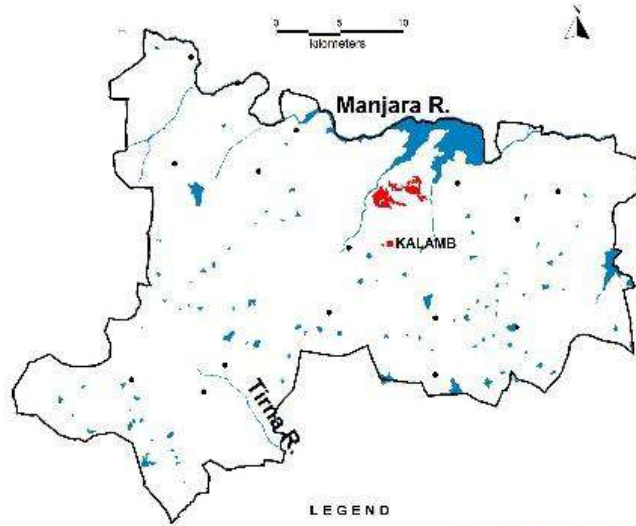 0 5 10
kilometers
N
Manjara R.
KALAMB
Tirna R.
LEGEND